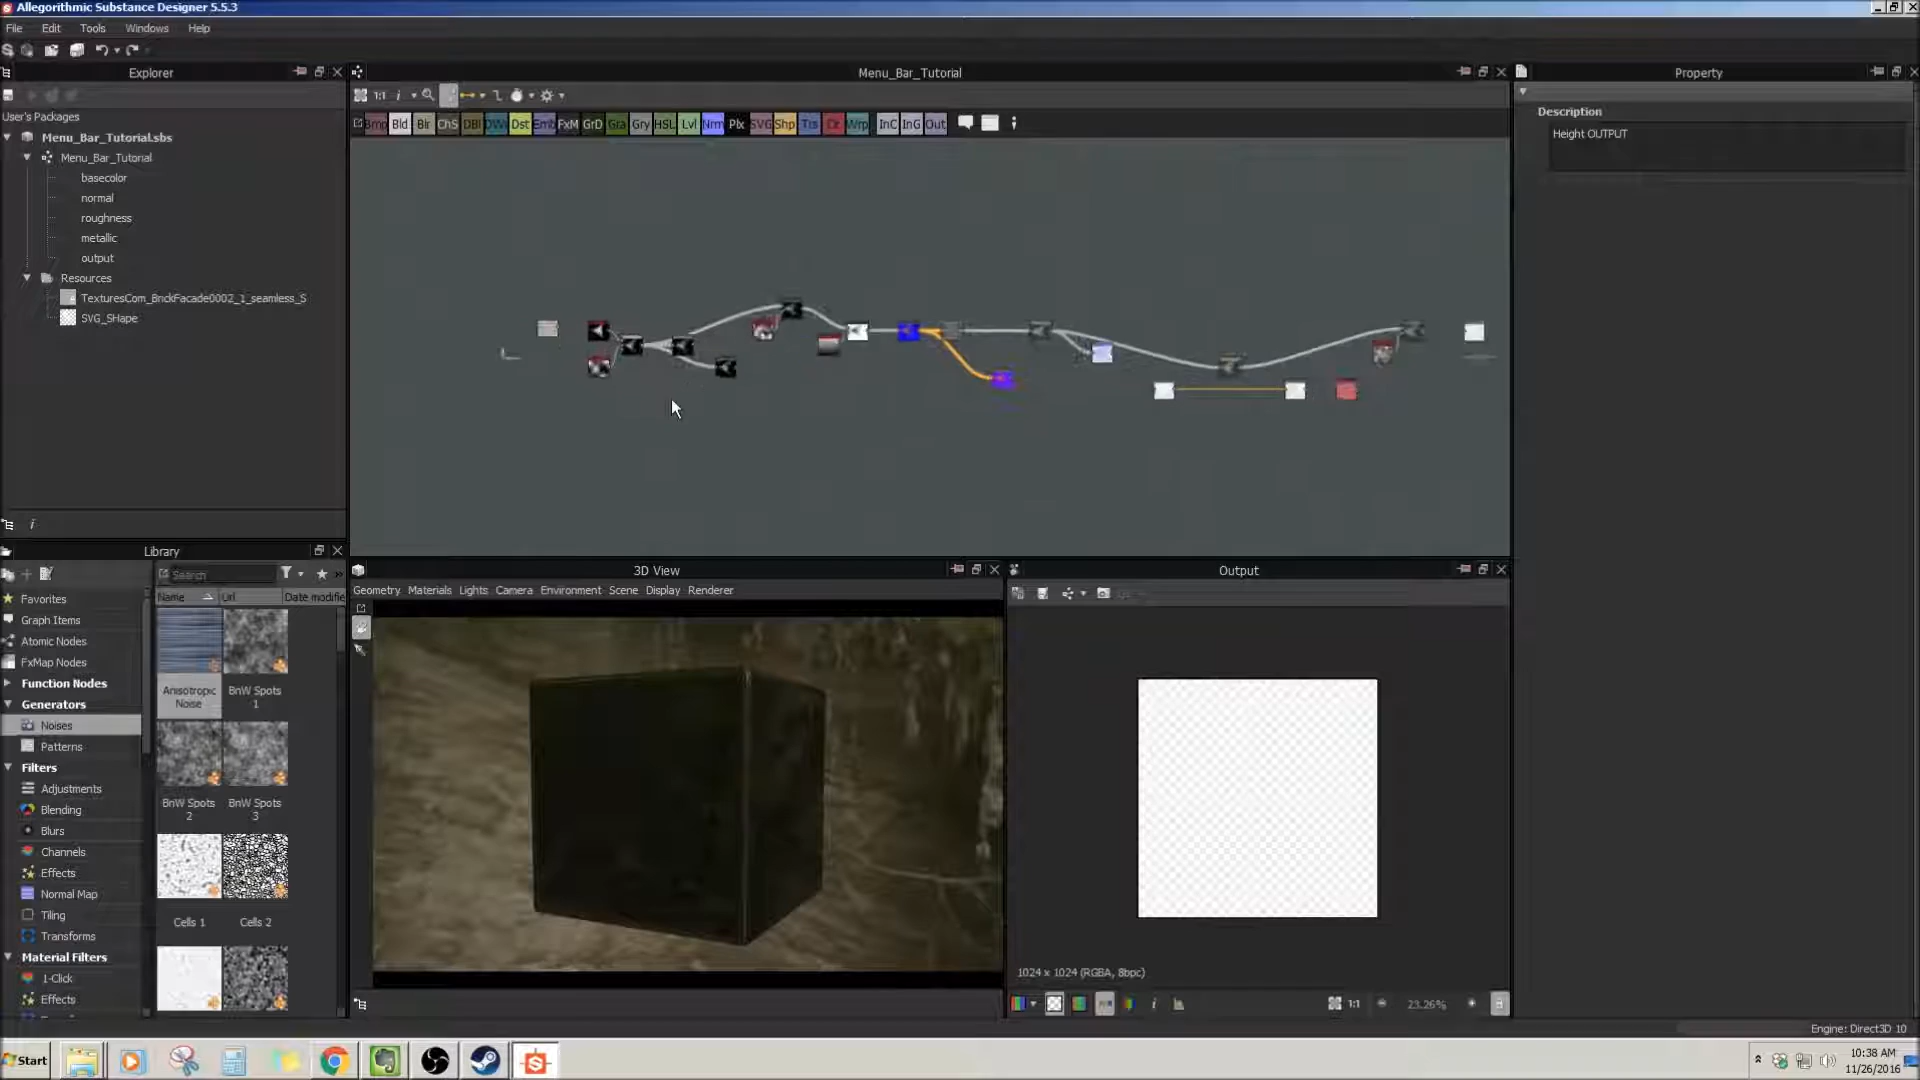 Allegorithmic Substance Designer 5.5.3
File Edit Tools Windows Help
Explorer
User's Packages
Menu_Bar_Tutorial.sbs
Menu_Bar_Tutorial
basecolor
normal
roughness
metallic
output
Resources
TexturesCom_BrickFacade0002_1_seamless_S
SVG_SHape
Menu_Bar_Tutorial
1:1
Bmp Bld Blr ChS DBl DWa Dst Emb FxM GrD Gra Gry HSL Lvl Nrm Plx SVG Shp Trs Clr Wrp InC InG Out
Property
Description
Height OUTPUT
Library
Search
Name Url Date modifie
Favorites
Graph Items
Atomic Nodes
FxMap Nodes
Function Nodes
Generators
Noises
Patterns
Filters
Adjustments
Blending
Blurs
Channels
Effects
Normal Map
Tiling
Transforms
Material Filters
1-Click
Effects
Anisotropic Noise
BnW Spots 1
BnW Spots 2
BnW Spots 3
Cells 1
Cells 2
3D View
Geometry Materials Lights Camera Environment Scene Display Renderer
Output
1024 x 1024 (RGBA, 8bpc)
1:1
23.26%
Engine: Direct3D 10
Start
10:38 AM
11/26/2016